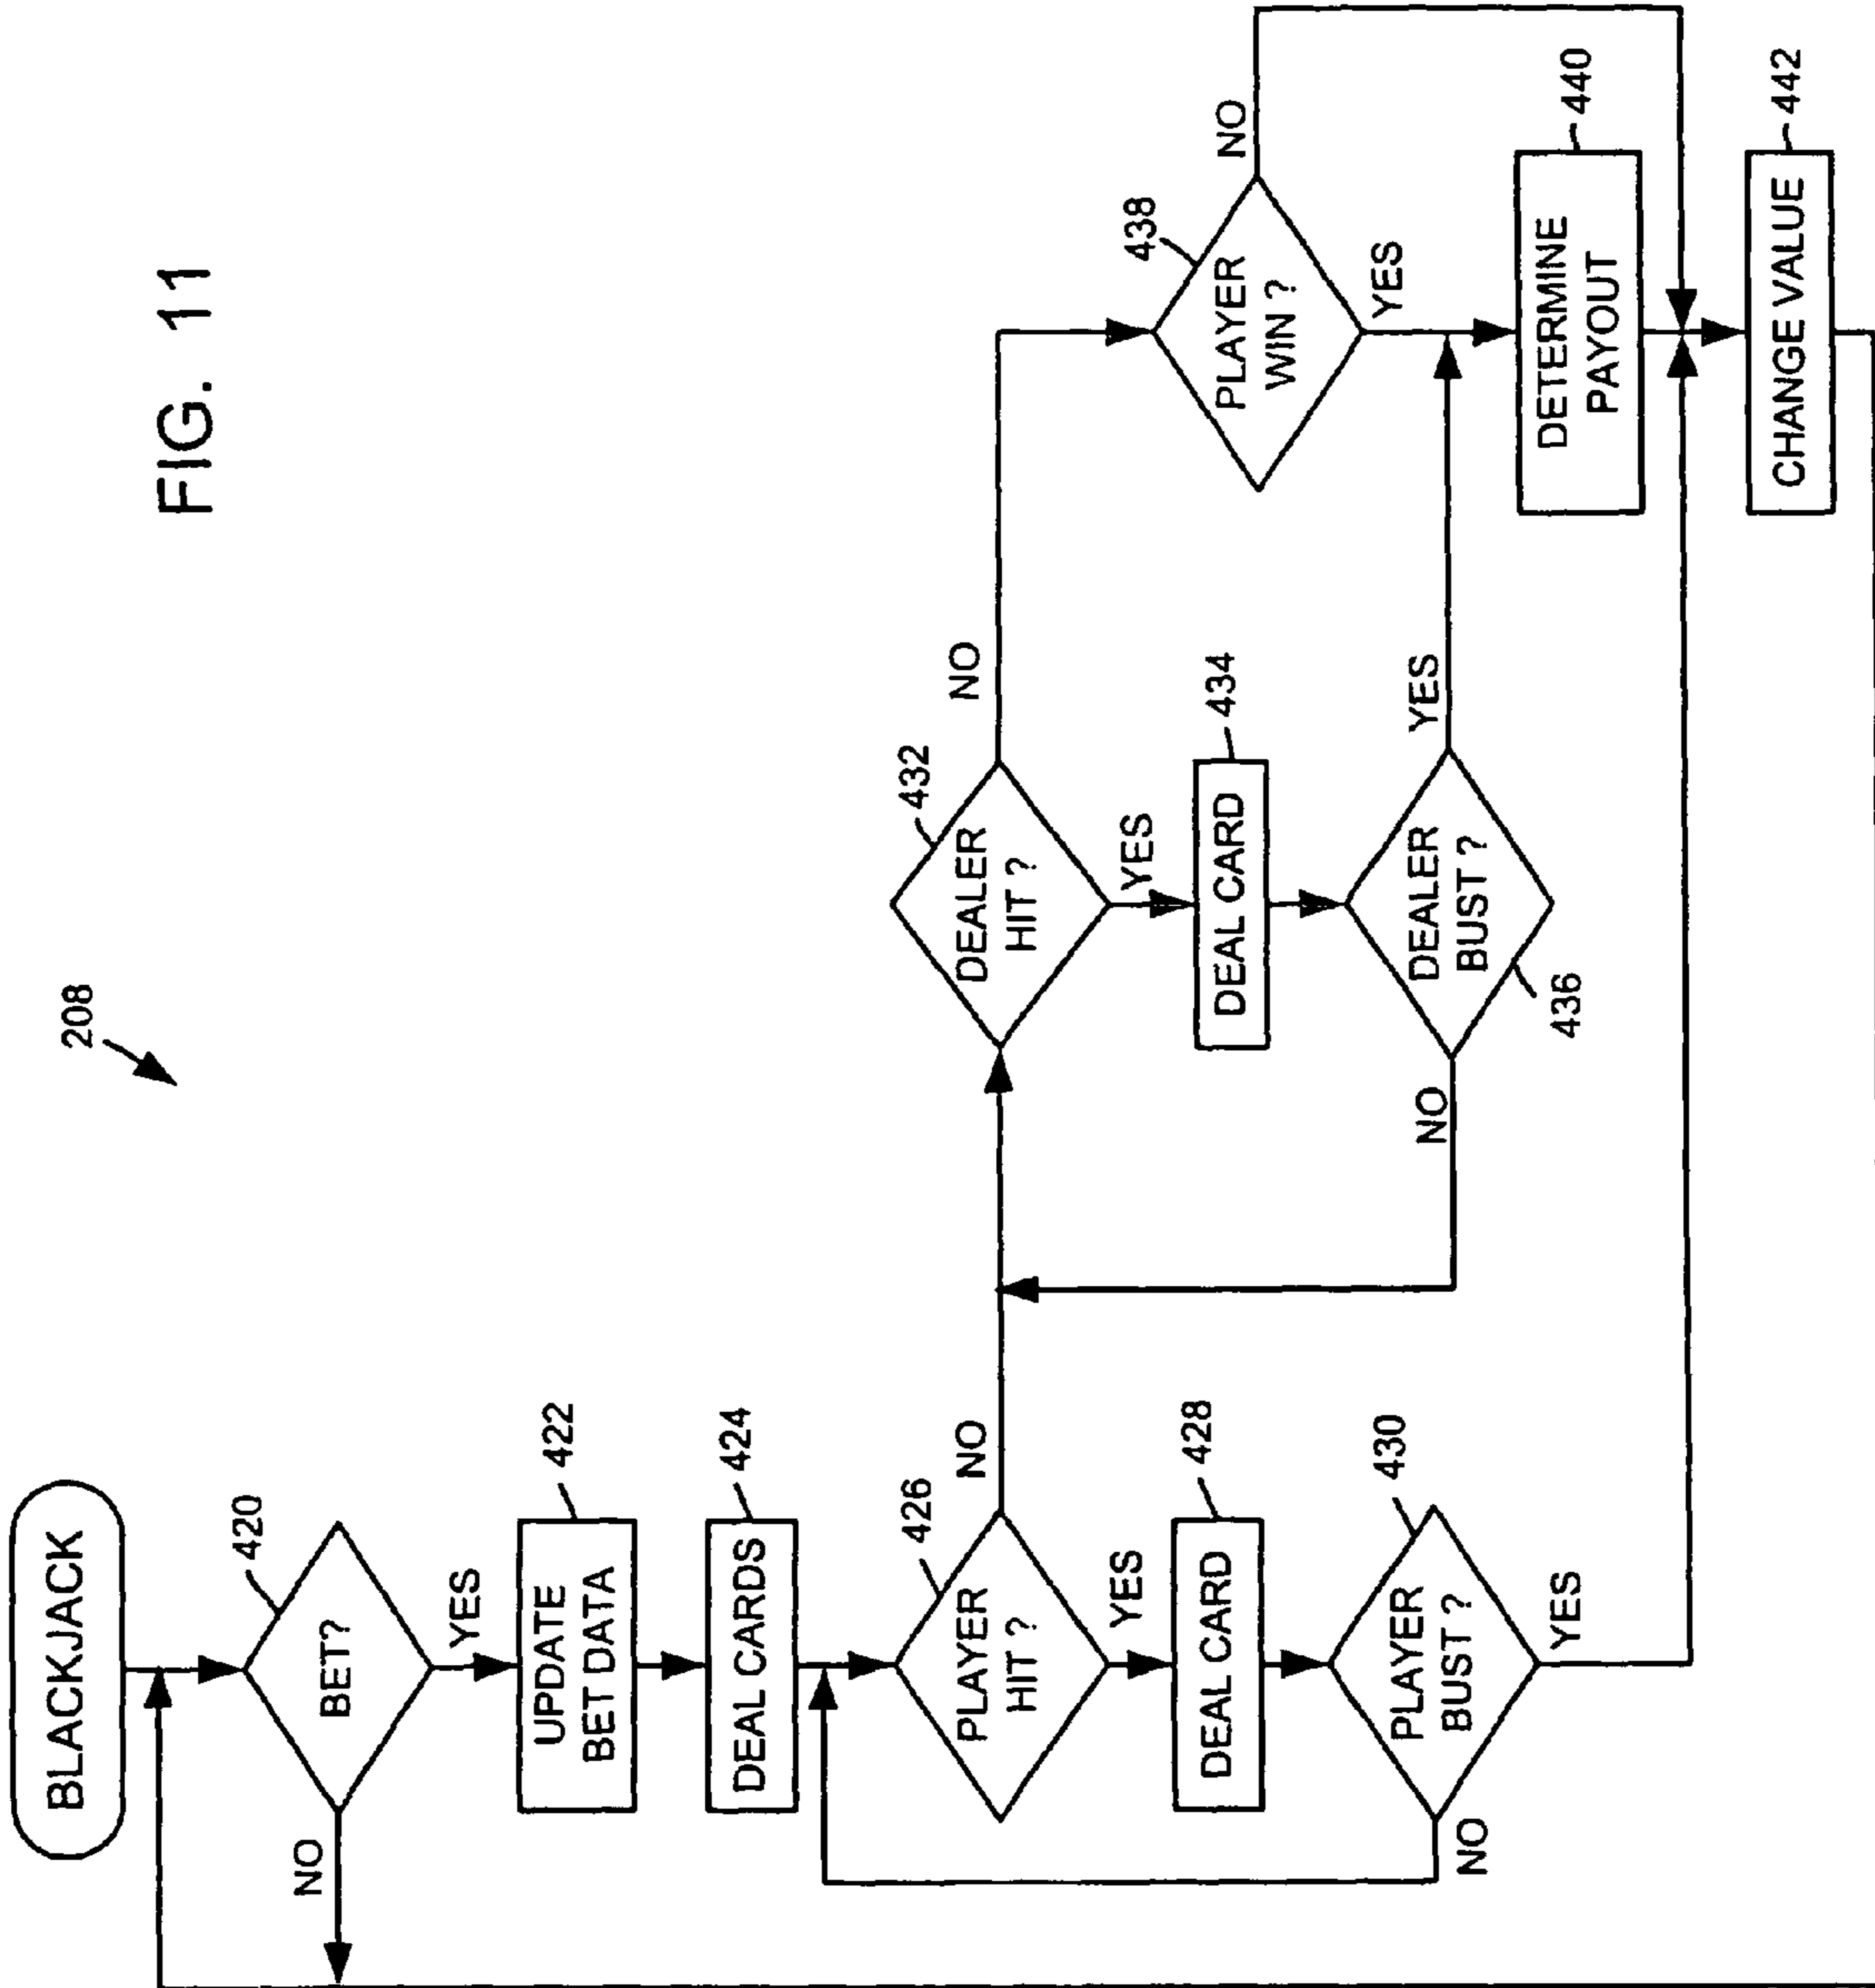 FIG. 11
208
BLACKJACK
420
BET?
NO
YES
422
UPDATE
BET DATA
424
DEAL CARDS
426
PLAYER
HIT ?
NO
YES
428
DEAL CARD
430
PLAYER
BUST ?
NO
YES
432
DEALER
HIT ?
NO
YES
434
DEAL CARD
DEALER
BUST ?
436
NO
YES
438
PLAYER
WIN ?
NO
YES
440
DETERMINE
PAYOUT
442
CHANGE VALUE